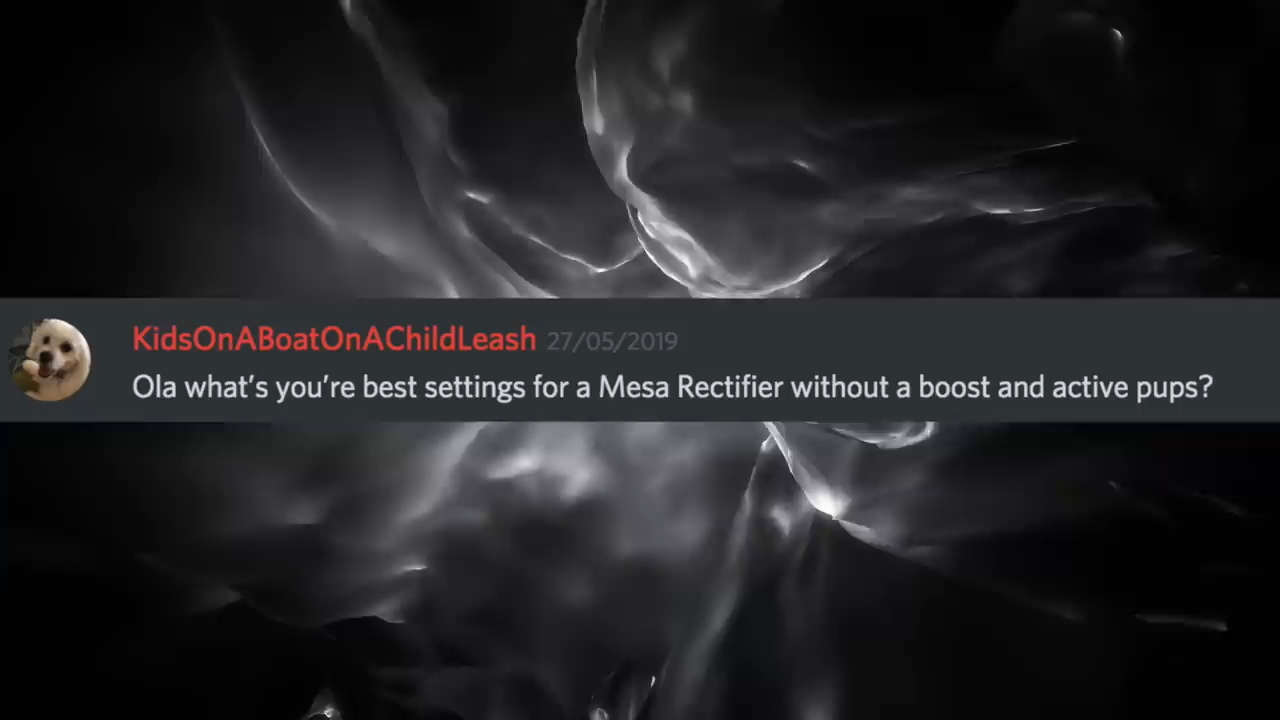 KidsOnABoatOnAChildLeash 27/05/2019
Ola what's you're best settings for a Mesa Rectifier without a boost and active pups?